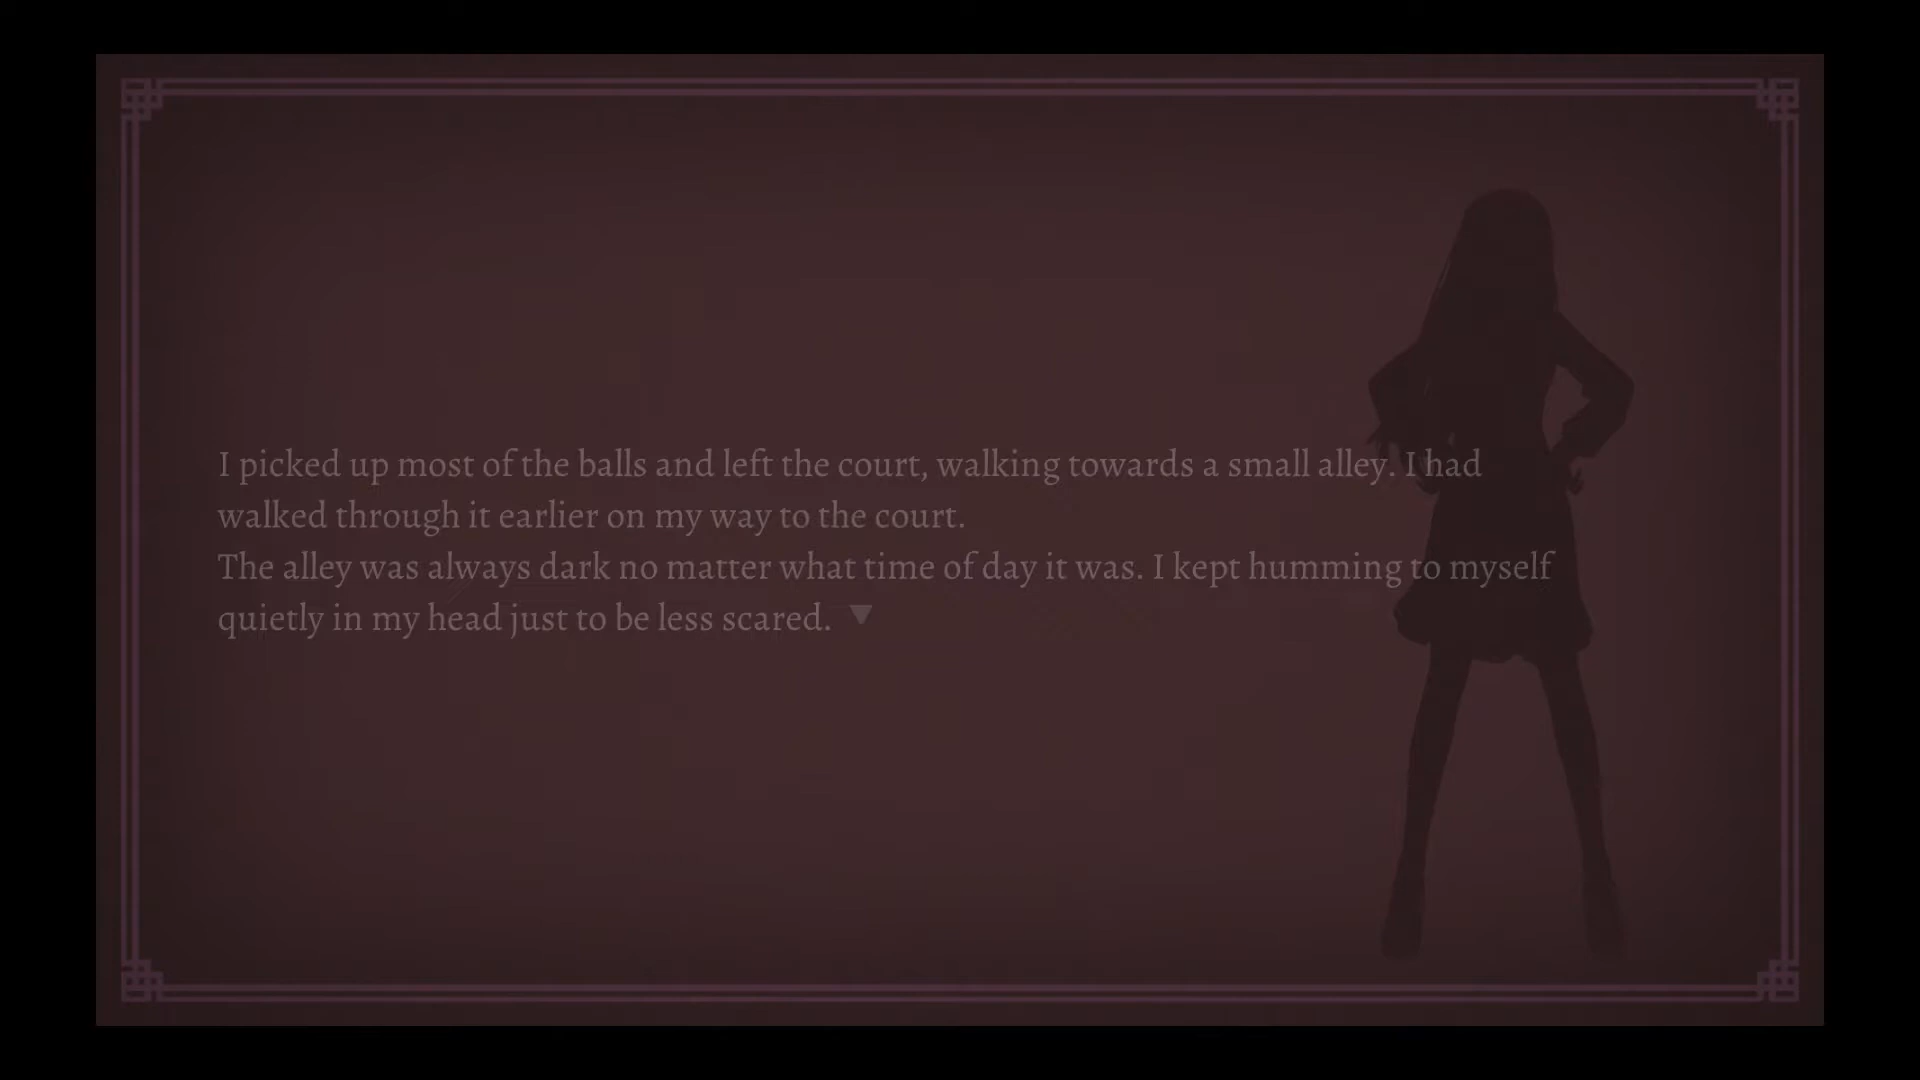 I picked up most of the balls and left the court, walking towards a small alley. I had
walked through it earlier on my way to the court.
The alley was always dark no matter what time of day it was. I kept humming to myself
quietly in my head just to be less scared.